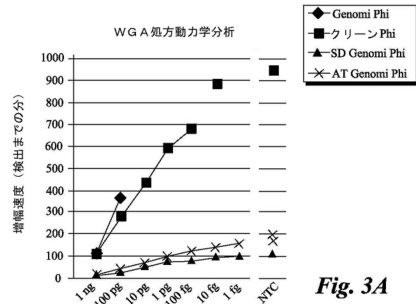 WGA処方動力学分析
Genomi Phi
クリーン Phi
SD Genomi Phi
AT Genomi Phi
増幅速度（検出までの分）
1000
900
800
700
600
500
400
300
200
100
0
1 ng
100 pg
10 pg
1 pg
100 fg
10 fg
1 fg
NTC
Fig. 3A